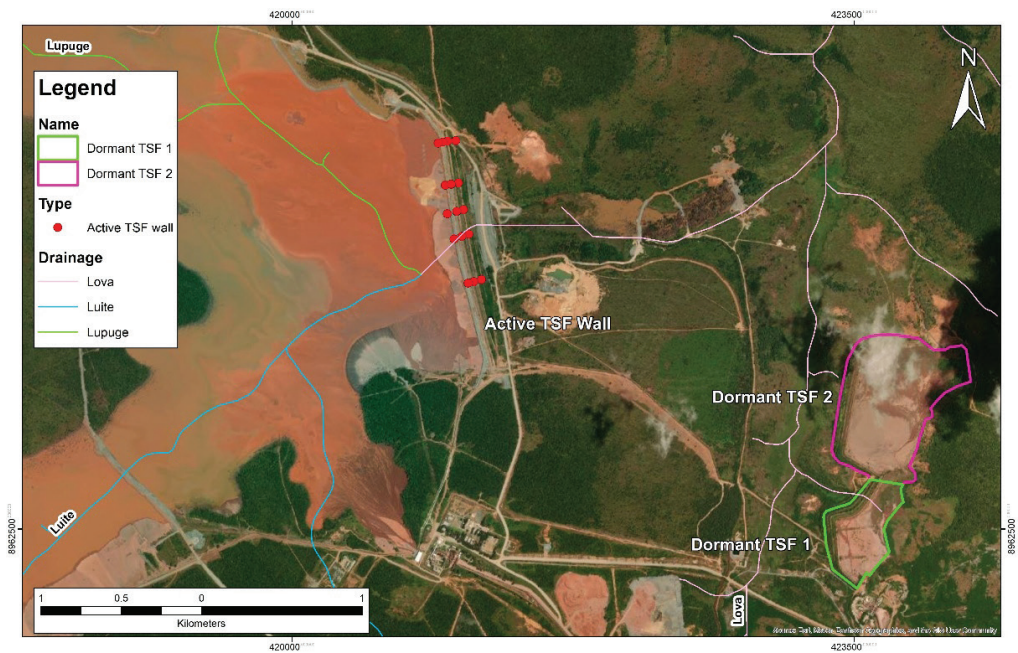 420000
423500
Lupuge
N
Legend
Name
Dormant TSF 1
Dormant TSF 2
Type
Active TSF wall
Drainage
Lova
Luite
Lupuge
Active TSF Wall
Dormant TSF 2
Dormant TSF 1
Luite
Lova
8962500
8962500
1 0.5 0 1
Kilometers
420000
423500